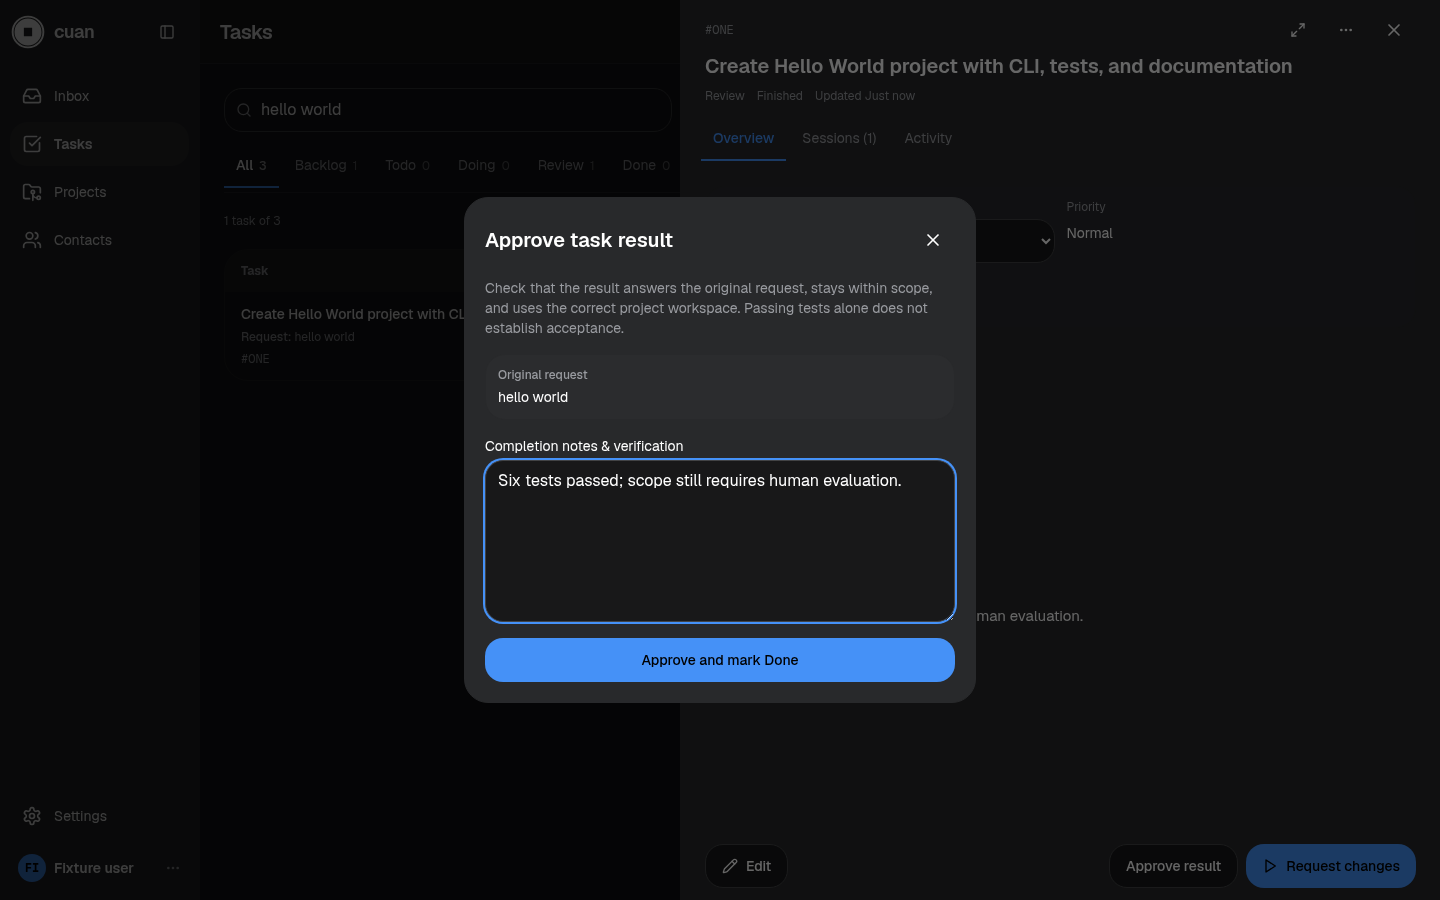 cuan
Inbox
Tasks
Projects
Contacts
Settings
FI Fixture user
Tasks
hello world
All 3 Backlog 1 Todo 0 Doing 0 Review 1 Done 0
1 task of 3
Task
Create Hello World project with CL
Request: hello world
#ONE
#ONE
Create Hello World project with CLI, tests, and documentation
Review Finished Updated Just now
Overview Sessions (1) Activity
Priority
Normal
man evaluation.
Edit
Approve result
Request changes
Approve task result
Check that the result answers the original request, stays within scope,
and uses the correct project workspace. Passing tests alone does not
establish acceptance.
Original request
hello world
Completion notes & verification
Six tests passed; scope still requires human evaluation.
Approve and mark Done